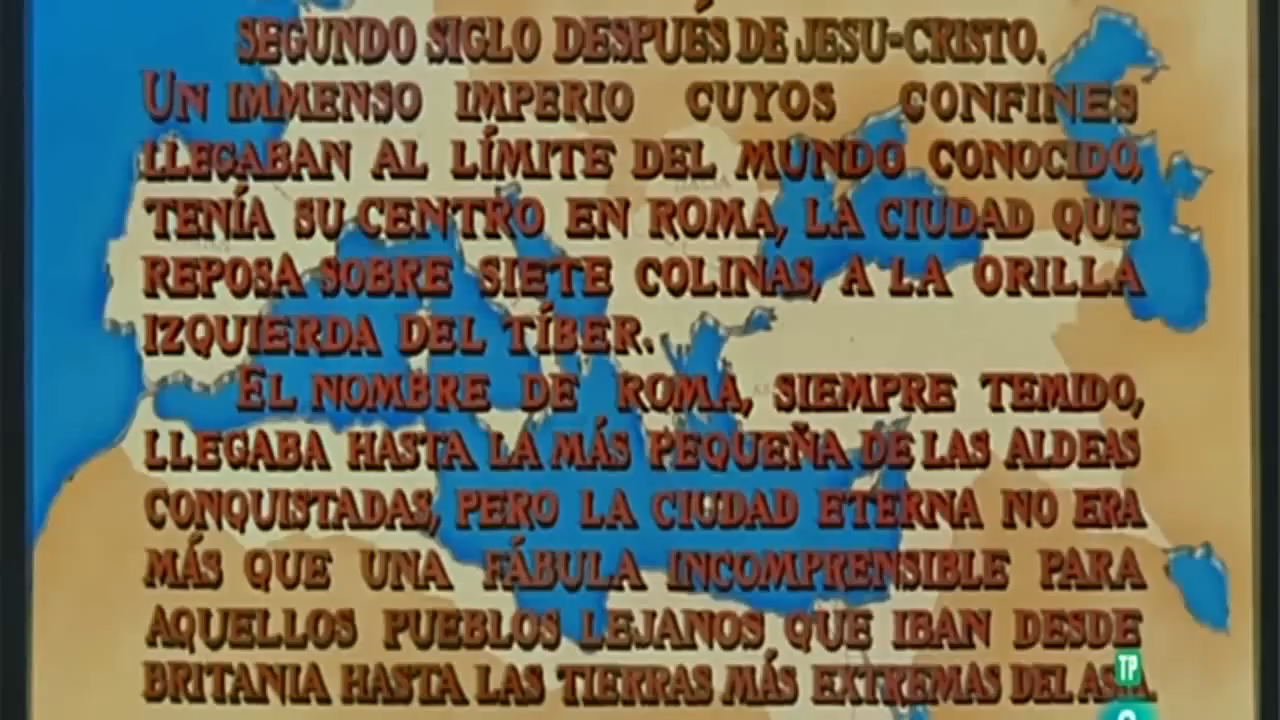 SEGUNDO SIGLO DESPUÉS DE JESU-CRISTO.
UN IMMENSO IMPERIO CUYOS CONFINES
LLEGABAN AL LÍMITE DEL MUNDO CONOCIDO,
TENÍA SU CENTRO EN ROMA, LA CIUDAD QUE
REPOSA SOBRE SIETE COLINAS, A LA ORILLA
IZQUIERDA DEL TÍBER.
EL NOMBRE DE ROMA, SIEMPRE TEMIDO,
LLEGABA HASTA LA MÁS PEQUEÑA DE LAS ALDEAS
CONQUISTADAS, PERO LA CIUDAD ETERNA NO ERA
MÁS QUE UNA FÁBULA INCOMPRENSIBLE PARA
AQUELLOS PUEBLOS LEJANOS QUE IBAN DESDE
BRITANIA HASTA LAS TIERRAS MÁS EXTREMAS DEL ASIA.
TP